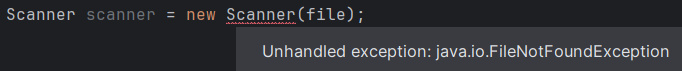 Scanner scanner = new Scanner(file);
Unhandled exception: java.io.FileNotFoundException